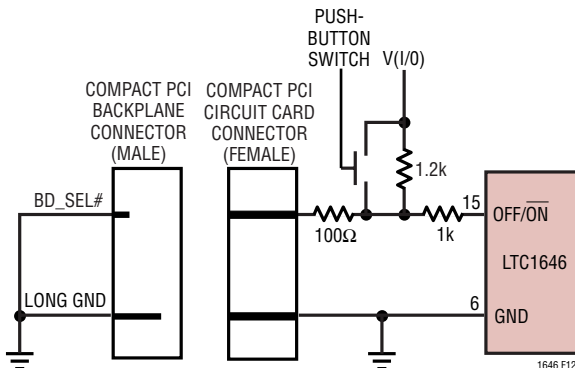 PUSH-
BUTTON
SWITCH
V(I/0)
COMPACT PCI
BACKPLANE
CONNECTOR
(MALE)
COMPACT PCI
CIRCUIT CARD
CONNECTOR
(FEMALE)
1.2k
BD_SEL#
15
OFF/ON
100Ω
1k
LTC1646
LONG GND
6
GND
1646 F12